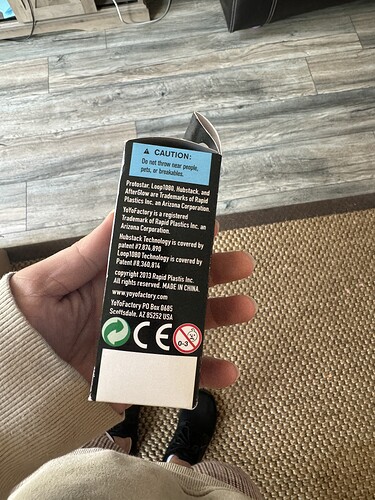 CAUTION:
Do not throw near people,
pets, or breakables.
Protostar, Loop1080, Hubstack, and
AfterGlow are Trademarks of Rapid
Plastics Inc. an Arizona Corporation.
YoYoFactory is a registered
Trademark of Rapid Plastics Inc. an
Arizona Corporation.
Hubstack Technology is covered by
patent #7,874,890
Loop1080 Technology is covered by
Patent #8,360,814
copyright 2013 Rapid Plastis Inc.
All rights reserved. MADE IN CHINA.
www.yoyofactory.com
YoYoFactory PO Box 0685
Scottsdale, AZ 85252 USA
CE
0-3